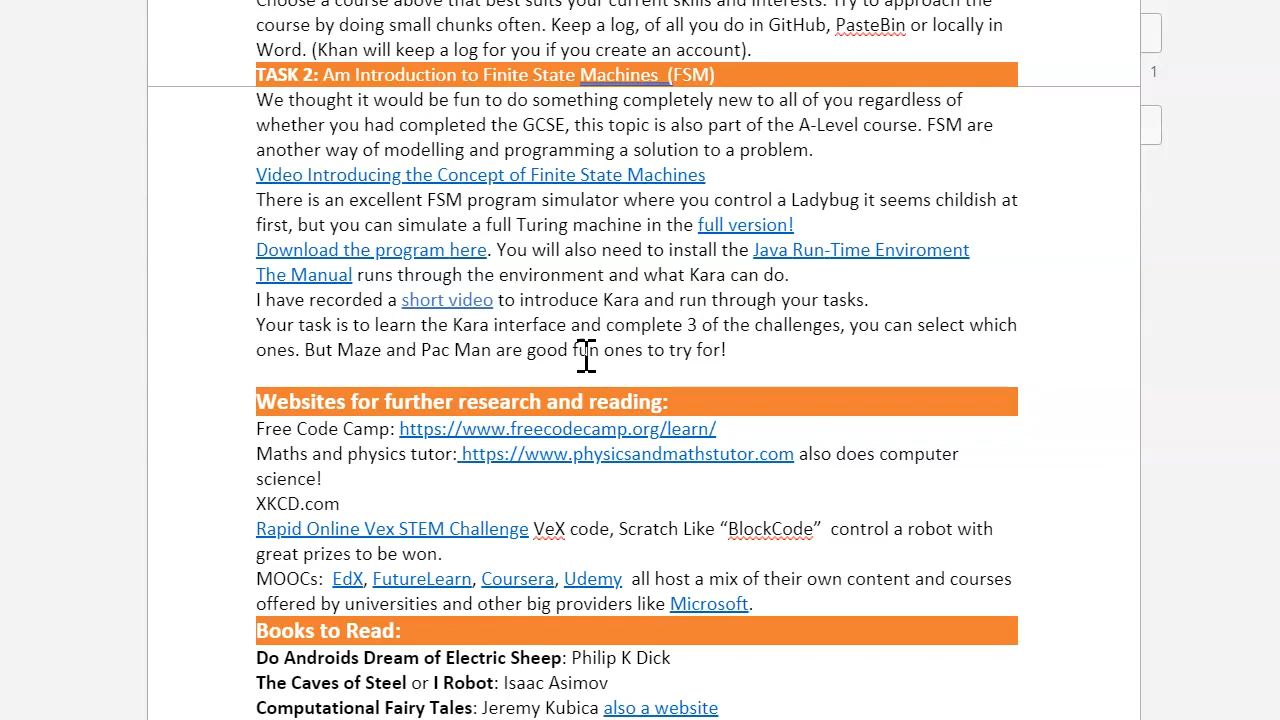 Choose a course above that best suits your current skills and interests. Try to approach the
course by doing small chunks often. Keep a log, of all you do in GitHub, PasteBin or locally in
Word. (Khan will keep a log for you if you create an account).
TASK 2: Am Introduction to Finite State Machines  (FSM)
1
We thought it would be fun to do something completely new to all of you regardless of
whether you had completed the GCSE, this topic is also part of the A-Level course. FSM are
another way of modelling and programming a solution to a problem.
Video Introducing the Concept of Finite State Machines
There is an excellent FSM program simulator where you control a Ladybug it seems childish at
first, but you can simulate a full Turing machine in the full version!
Download the program here. You will also need to install the Java Run-Time Enviroment
The Manual runs through the environment and what Kara can do.
I have recorded a short video to introduce Kara and run through your tasks.
Your task is to learn the Kara interface and complete 3 of the challenges, you can select which
ones. But Maze and Pac Man are good fun ones to try for!
Websites for further research and reading:
Free Code Camp: https://www.freecodecamp.org/learn/
Maths and physics tutor: https://www.physicsandmathstutor.com also does computer
science!
XKCD.com
Rapid Online Vex STEM Challenge VeX code, Scratch Like “BlockCode”  control a robot with
great prizes to be won.
MOOCs:  EdX, FutureLearn, Coursera, Udemy  all host a mix of their own content and courses
offered by universities and other big providers like Microsoft.
Books to Read:
Do Androids Dream of Electric Sheep: Philip K Dick
The Caves of Steel or I Robot: Isaac Asimov
Computational Fairy Tales: Jeremy Kubica also a website